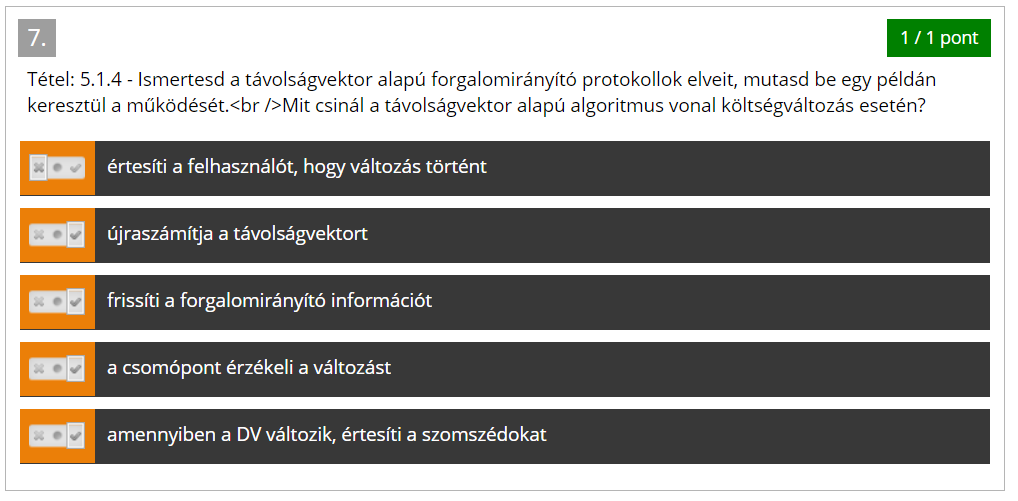 7.
1 / 1 pont
Tétel: 5.1.4 - Ismertesd a távolságvektor alapú forgalomirányító protokollok elveit, mutasd be egy példán
keresztül a működését.<br />Mit csinál a távolságvektor alapú algoritmus vonal költségváltozás esetén?
értesíti a felhasználót, hogy változás történt
újraszámítja a távolságvektort
frissíti a forgalomirányító információt
a csomópont érzékeli a változást
amennyiben a DV változik, értesíti a szomszédokat